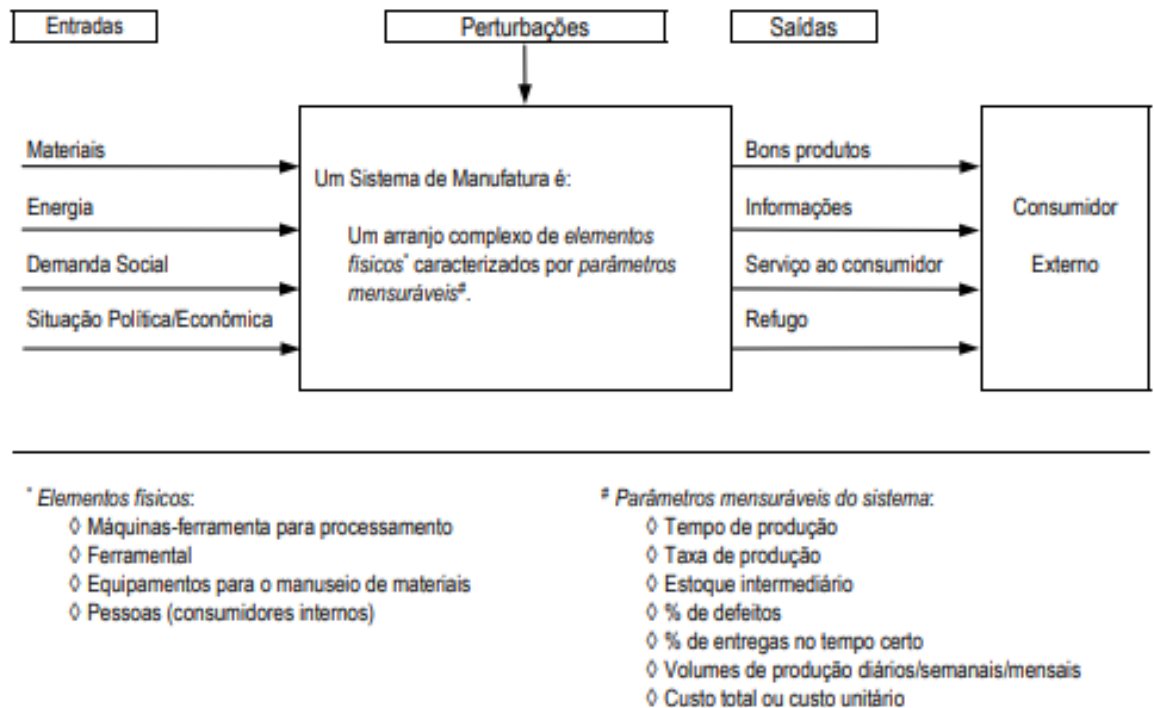 Entradas
Perturbações
Saídas
Materiais
Energia
Demanda Social
Situação Política/Econômica
Um Sistema de Manufatura é:
Um arranjo complexo de elementos
físicos* caracterizados por parâmetros
mensuráveis#.
Bons produtos
Informações
Serviço ao consumidor
Refugo
Consumidor
Externo
* Elementos físicos:
◊ Máquinas-ferramenta para processamento
◊ Ferramental
◊ Equipamentos para o manuseio de materiais
◊ Pessoas (consumidores internos)
# Parâmetros mensuráveis do sistema:
◊ Tempo de produção
◊ Taxa de produção
◊ Estoque intermediário
◊ % de defeitos
◊ % de entregas no tempo certo
◊ Volumes de produção diários/semanais/mensais
◊ Custo total ou custo unitário